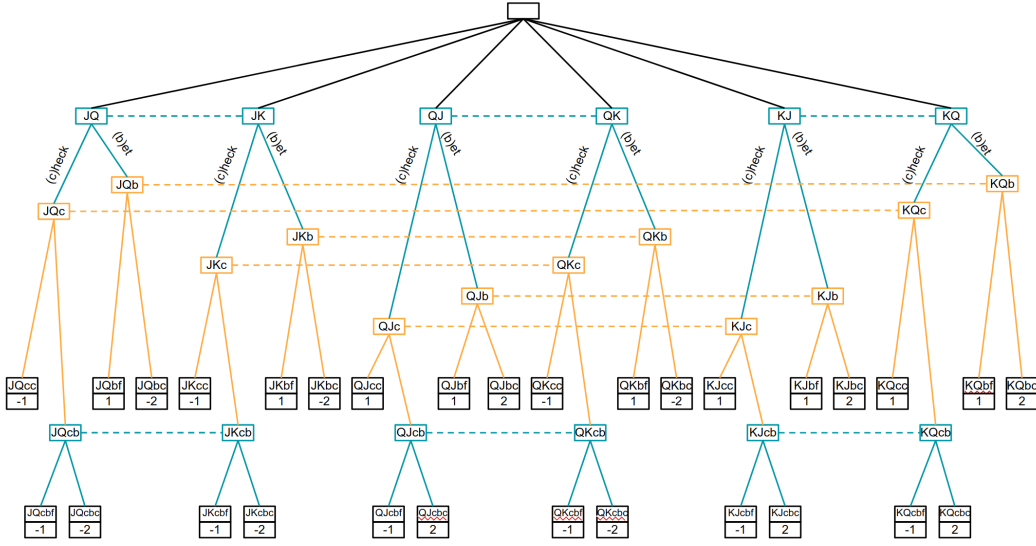 JQ JK QJ QK KJ KQ
(c)heck (b)et (c)heck (b)et (c)heck (b)et (c)heck (b)et (c)heck (b)et (c)heck (b)et
JQb KQb
JQc KQc
JKb QKb
JKc QKc
QJb KJb
QJc KJc
JQcc JQbf JQbc JKcc JKbf JKbc QJcc QJbf QJbc QKcc QKbf QKbc KJcc KJbf KJbc KQcc KQbf KQbc
-1 1 -2 -1 1 -2 1 1 2 -1 1 -2 1 1 2 1 1 2
JQcb JKcb QJcb QKcb KJcb KQcb
JQcbf JQcbc JKcbf JKcbc QJcbf QJcbc QKcbf QKcbc KJcbf KJcbc KQcbf KQcbc
-1 -2 -1 -2 -1 2 -1 -2 -1 2 -1 2